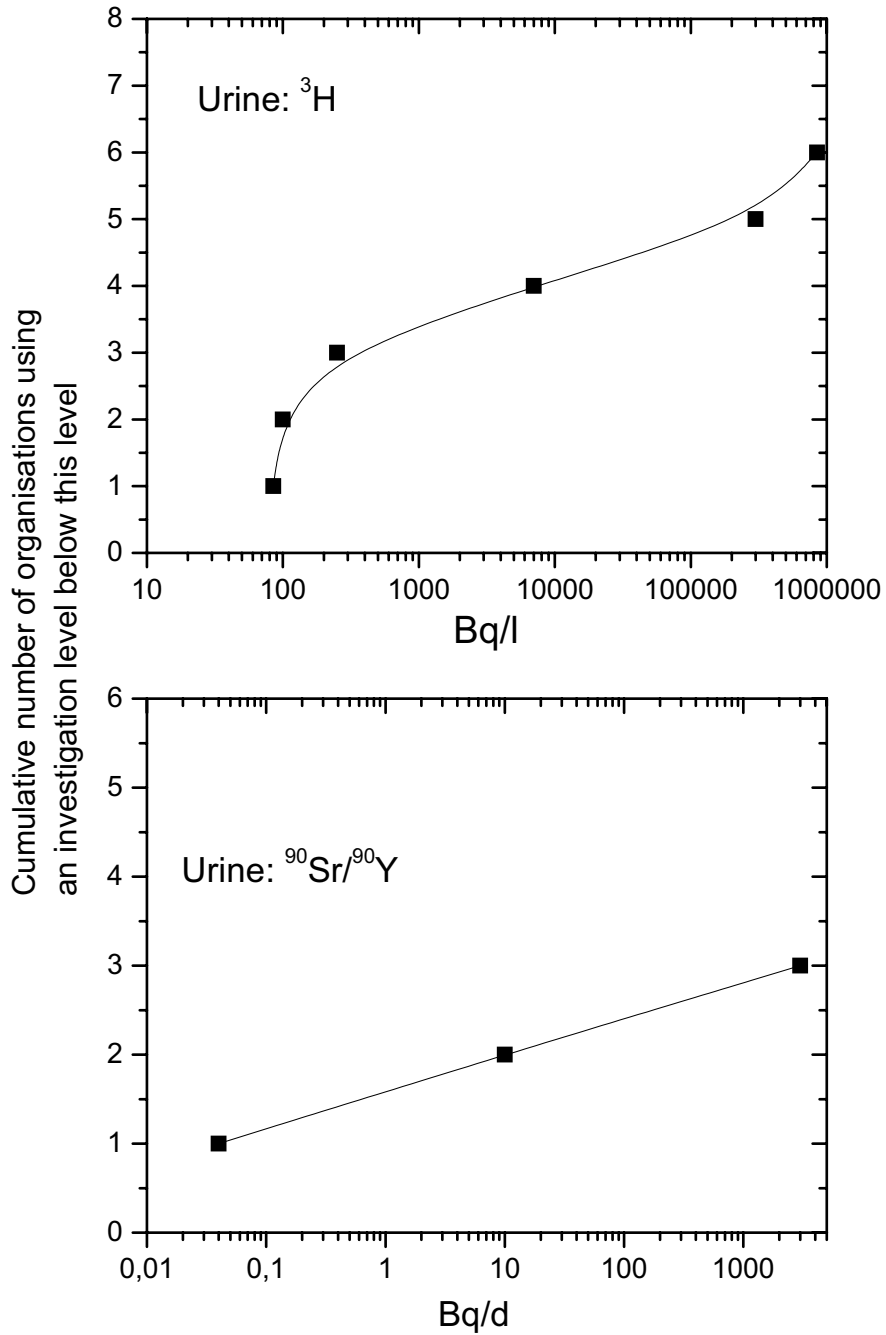 Cumulative number of organisations using
an investigation level below this level
8
7
6
5
4
3
2
1
0
Urine: ³H
10 100 1000 10000 100000 1000000
Bq/l
6
5
4
3
2
1
0
Urine: ⁹⁰Sr/⁹⁰Y
0,01 0,1 1 10 100 1000
Bq/d